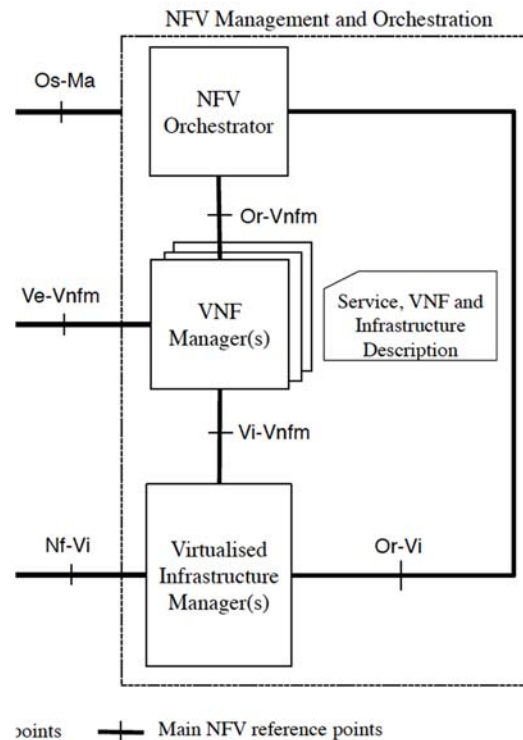 NFV Management and Orchestration
Os-Ma
NFV
Orchestrator
Or-Vnfm
Ve-Vnfm
VNF
Manager(s)
Service, VNF and
Infrastructure
Description
Vi-Vnfm
Nf-Vi
Virtualised
Infrastructure
Manager(s)
Or-Vi
points
Main NFV reference points